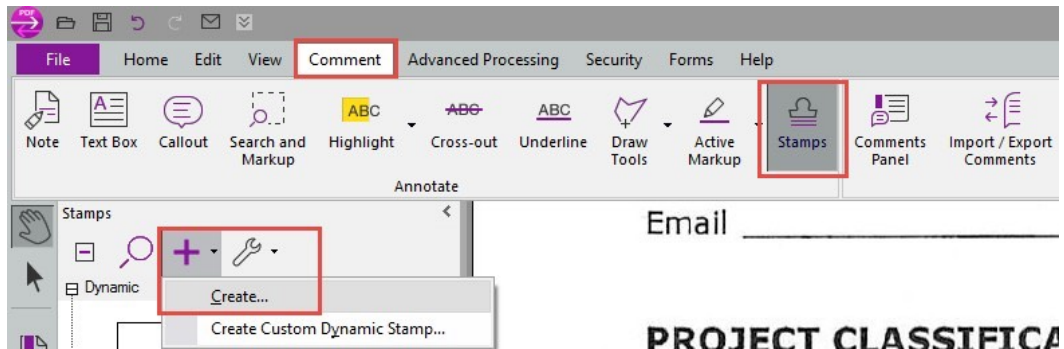 PDF
File Home Edit View Comment Advanced Processing Security Forms Help
ABC ABC ABC
Note Text Box Callout Search and Markup Highlight Cross-out Underline Draw Tools Active Markup Stamps Comments Panel Import / Export Comments
Annotate
Stamps
Dynamic
Create...
Create Custom Dynamic Stamp...
Email
PROJECT CLASSIFICA